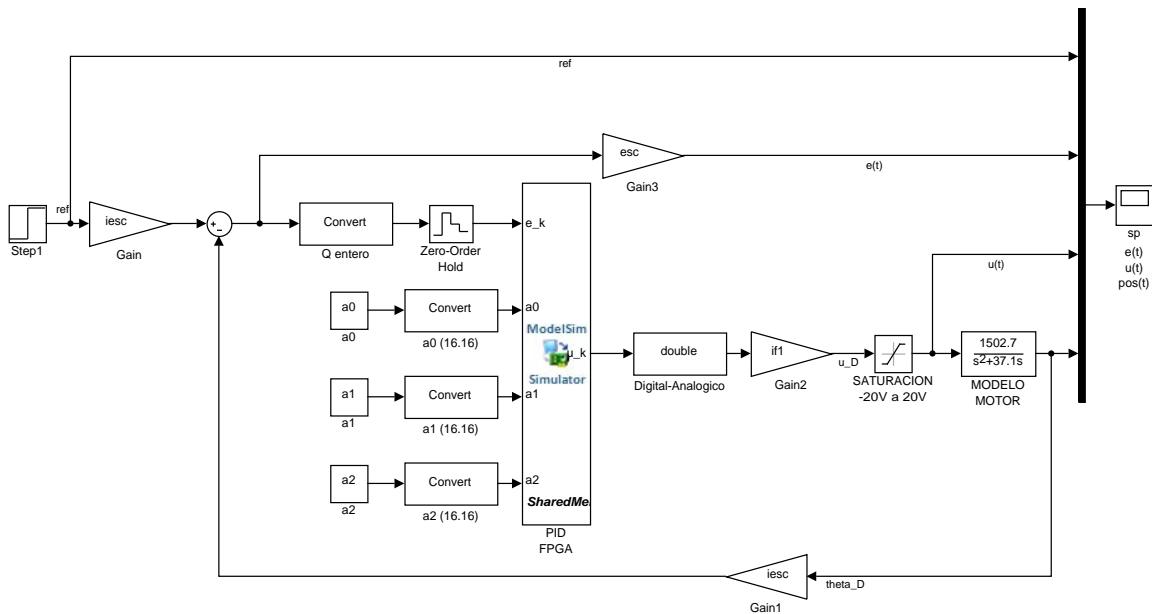 ref
esc
e(t)
Gain3
ref
iesc
Step1
Gain
+
-
Convert
Q entero
Zero-Order
Hold
e_k
u(t)
sp
e(t)
u(t)
pos(t)
a0
a0
Convert
a0 (16.16)
a0
ModelSim
Simulator
u_k
double
Digital-Analogico
if1
Gain2
u_D
SATURACION
-20V a 20V
1502.7
s2+37.1s
MODELO
MOTOR
a1
a1
Convert
a1 (16.16)
a1
a2
a2
Convert
a2 (16.16)
a2
SharedMe
PID
FPGA
iesc
theta_D
Gain1